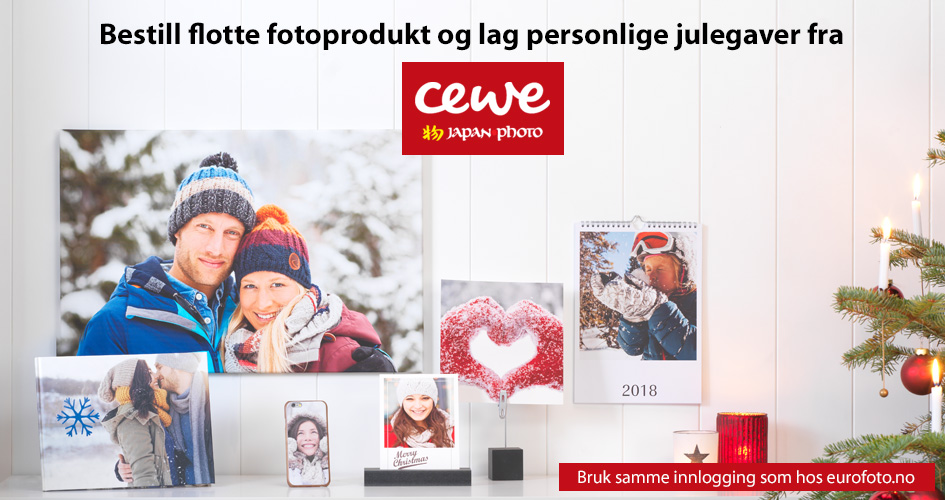 Bestill flotte fotoprodukt og lag personlige julegaver fra
cewe
物 JAPAN PHOTO
2018
Merry
Christmas
Bruk samme innlogging som hos eurofoto.no